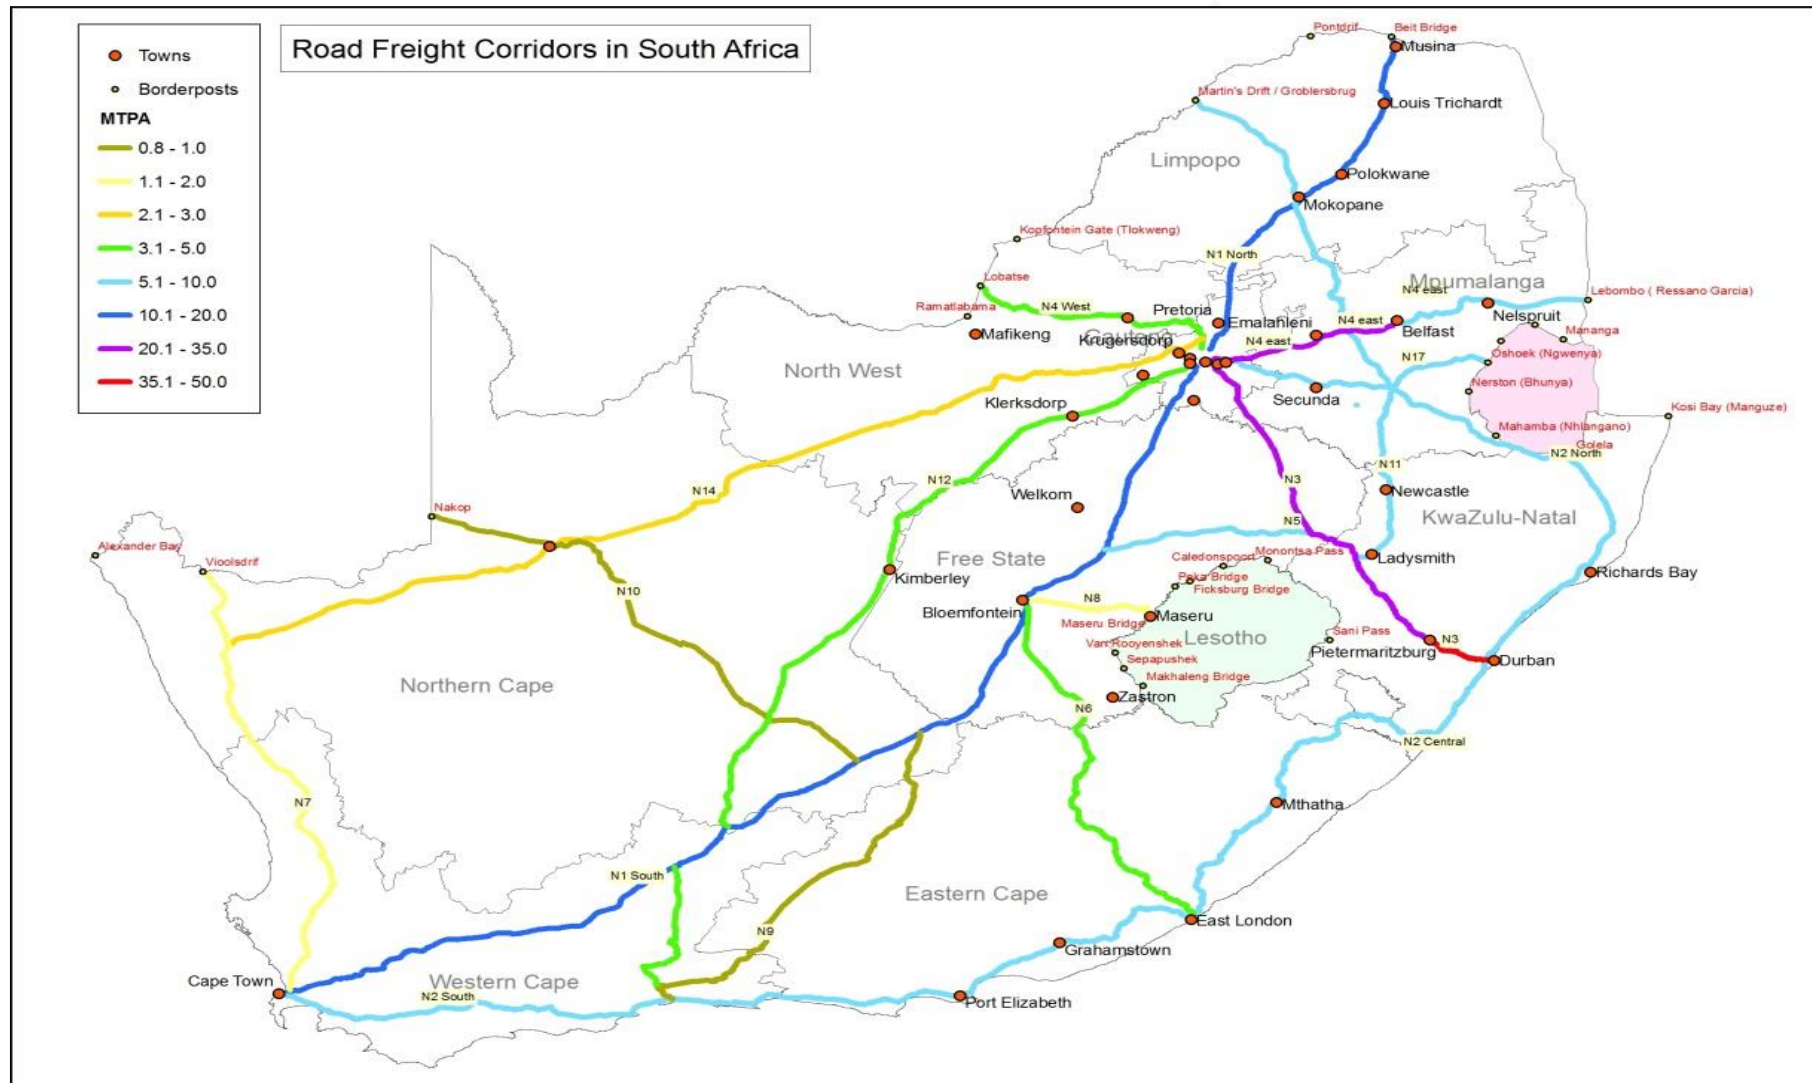 Road Freight Corridors in South Africa
Towns
Borderposts
MTPA
0.8 - 1.0
1.1 - 2.0
2.1 - 3.0
3.1 - 5.0
5.1 - 10.0
10.1 - 20.0
20.1 - 35.0
35.1 - 50.0
Pontdrif
Beit Bridge
Musina
Martin's Drift / Groblersbrug
Louis Trichardt
Limpopo
Polokwane
Mokopane
Kopfontein Gate (Tlokweng)
N1 North
Lobatse
Mpumalanga
N4 east
Lebombo ( Ressano Garcia)
Ramatlabama
N4 West
Pretoria
Emalahleni
N4 east
Nelspruit
Mafikeng
Gauteng
Krugersdorp
N4 east
Belfast
Mananga
Oshoek (Ngwenya)
N17
North West
Nerston (Bhunya)
Klerksdorp
Secunda
Kosi Bay (Manguze)
Mahamba (Nhlangano)
Golela
N2 North
N11
N12
N3
N14
Welkom
Newcastle
Nakop
KwaZulu-Natal
N5
Alexander Bay
Vioolsdrif
Free State
Caledonspoort
Monontsa Pass
Ladysmith
Richards Bay
Kimberley
Peka Bridge
Ficksburg Bridge
N10
N8
Bloemfontein
Maseru
Maseru Bridge
Lesotho
Sani Pass
Van Rooyenshek
Pietermaritzburg
N3
Durban
Sepapushek
Makhaleng Bridge
Northern Cape
Zastron
N6
N2 Central
N7
Mthatha
N1 South
Eastern Cape
East London
N9
Grahamstown
Cape Town
Western Cape
N2 South
Port Elizabeth